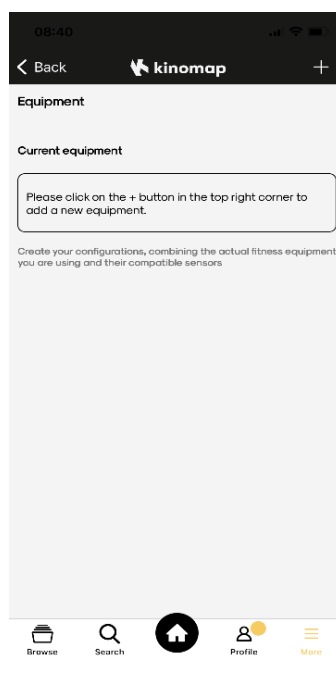 08:40
Back
kinomap
+
Equipment
Current equipment
Please click on the + button in the top right corner to
add a new equipment.
Create your configurations, combining the actual fitness equipment
you are using and their compatible sensors
Browse
Search
Profile
More